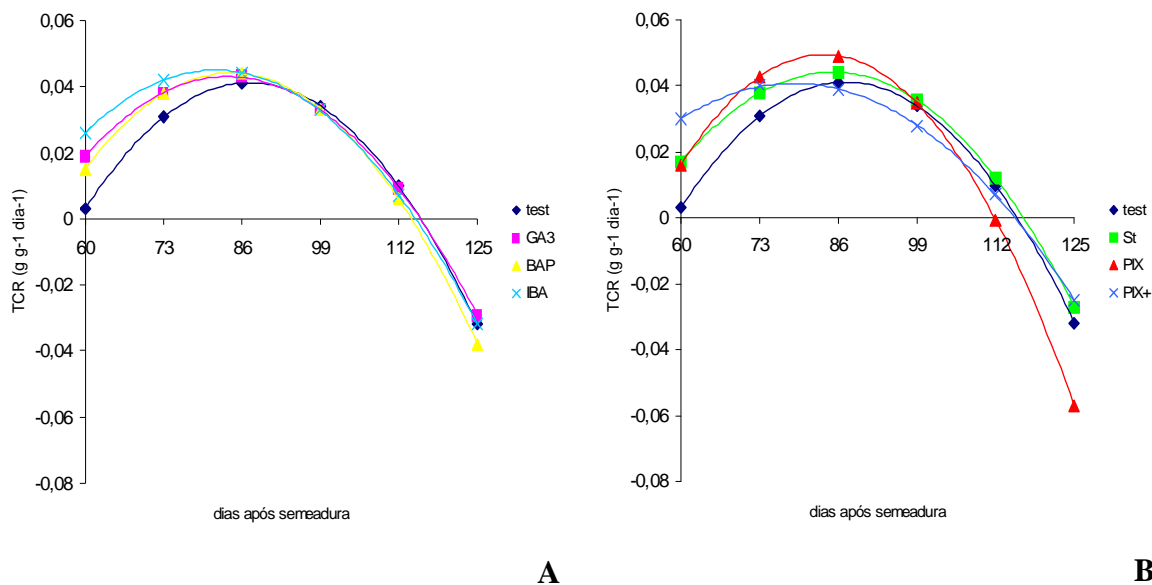 0,06
0,04
0,02
0
-0,02
-0,04
-0,06
-0,08
TCR (g g-1 dia-1)
60 73 86 99 112 125
dias após semeadura
test
GA3
BAP
IBA
A
0,06
0,04
0,02
0
-0,02
-0,04
-0,06
-0,08
TCR (g g-1 dia-1)
60 73 86 99 112 125
dias após semeadura
test
St
PIX
PIX+
B